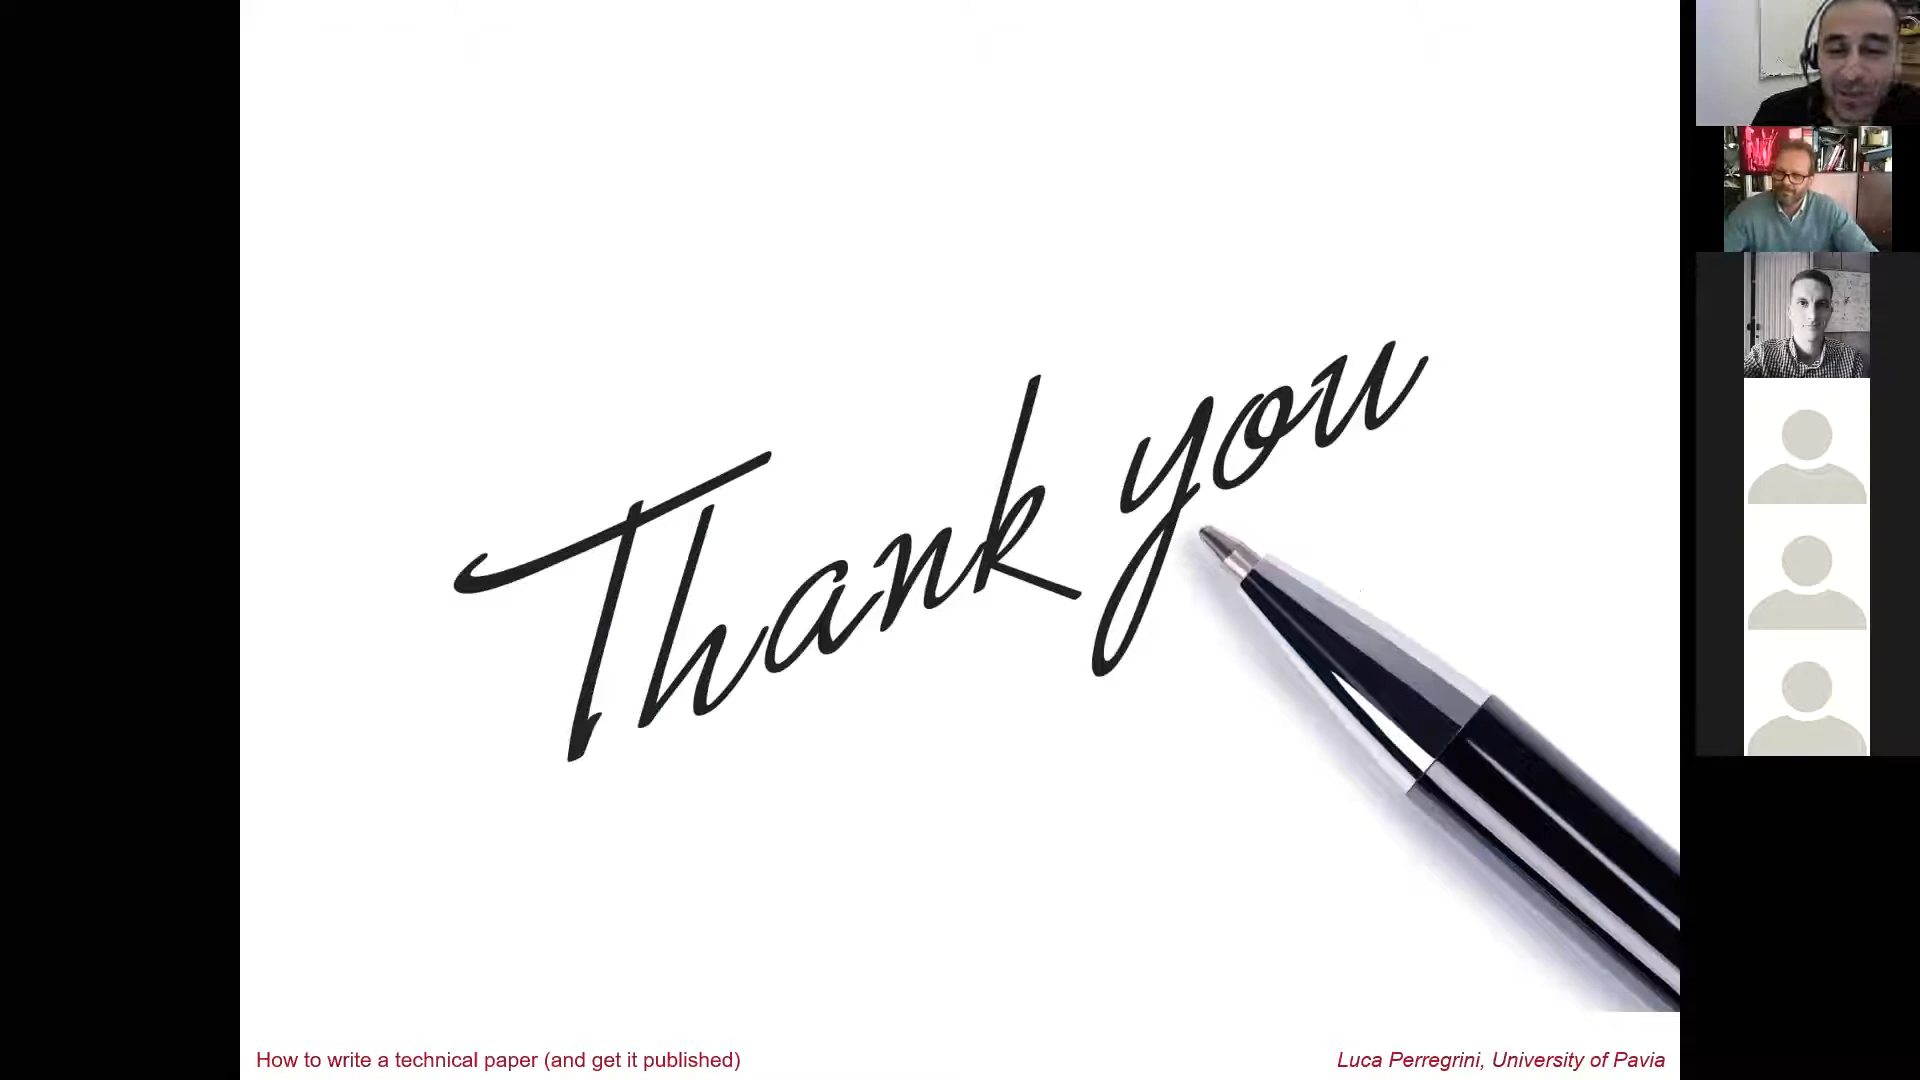 Thank you
How to write a technical paper (and get it published)
Luca Perregrini, University of Pavia